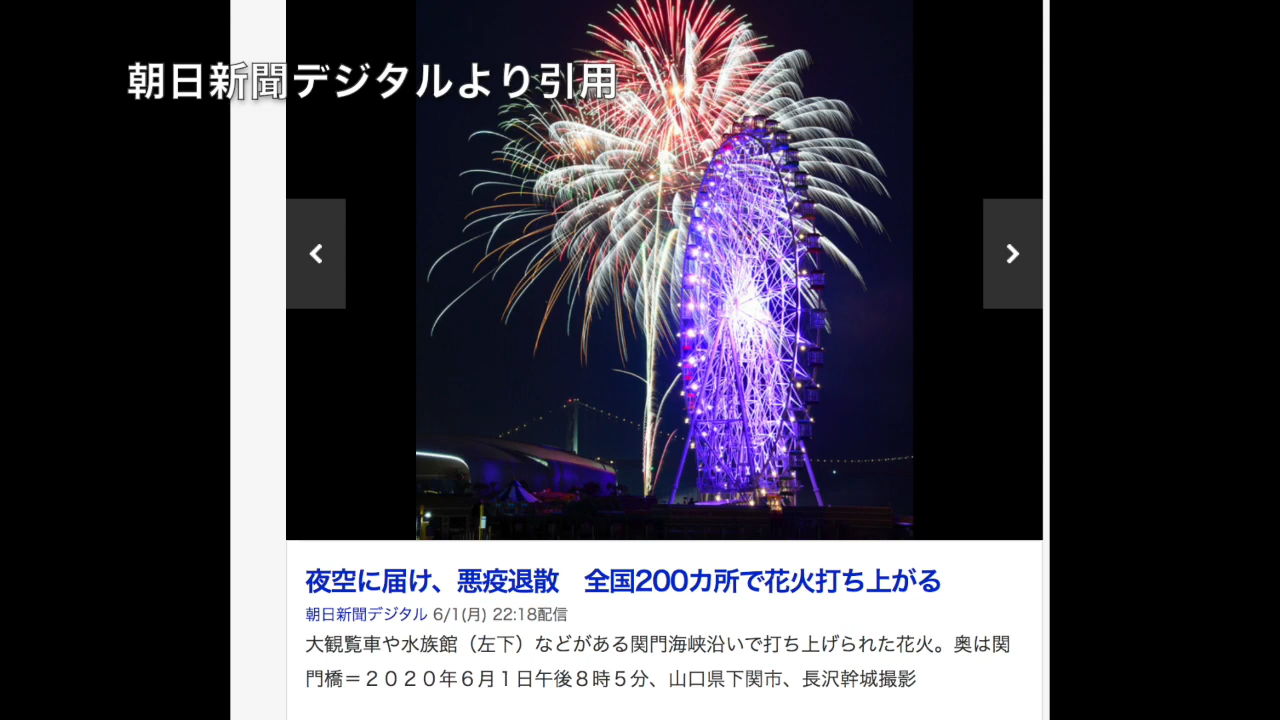 朝日新聞デジタルより引用
夜空に届け、悪疫退散　全国200カ所で花火打ち上がる
朝日新聞デジタル 6/1(月) 22:18配信
大観覧車や水族館（左下）などがある関門海峡沿いで打ち上げられた花火。奥は関
門橋＝２０２０年６月１日午後８時５分、山口県下関市、長沢幹城撮影